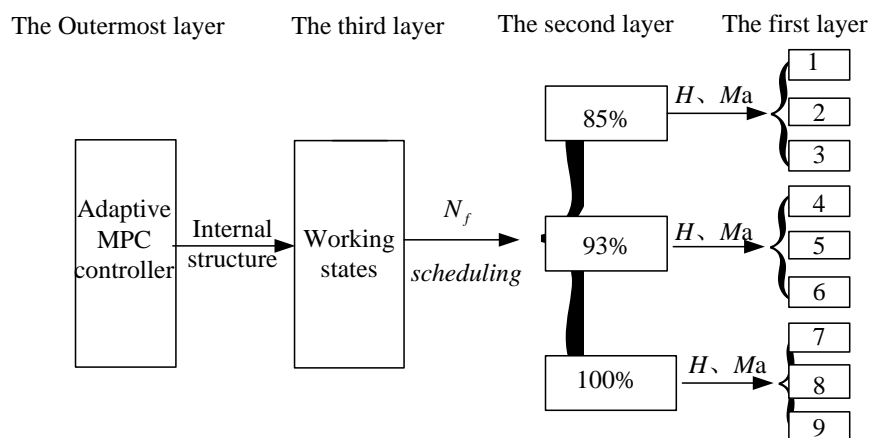 The Outermost layer
The third layer
The second layer
The first layer
Adaptive
MPC
controller
Internal
structure
Working
states
N_f
scheduling
85%
H、Ma
1
2
3
93%
H、Ma
4
5
6
100%
H、Ma
7
8
9